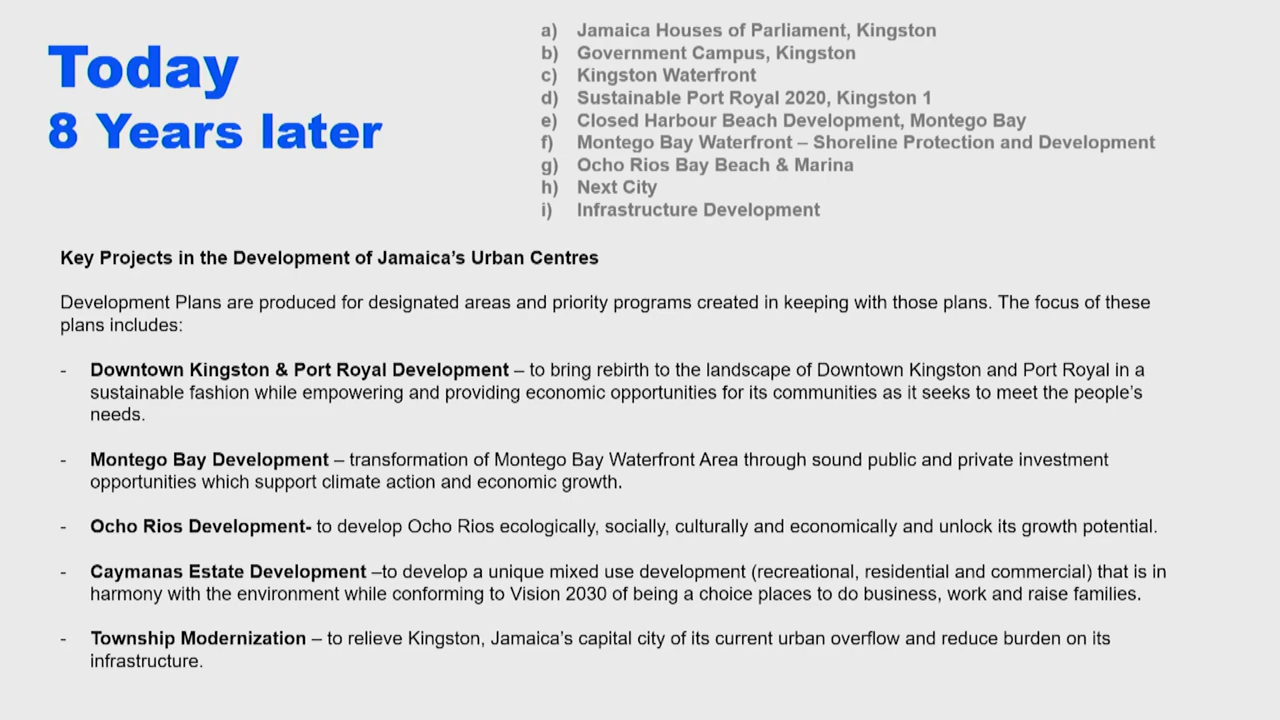 Today
8 Years later
a) Jamaica Houses of Parliament, Kingston
b) Government Campus, Kingston
c) Kingston Waterfront
d) Sustainable Port Royal 2020, Kingston 1
e) Closed Harbour Beach Development, Montego Bay
f) Montego Bay Waterfront – Shoreline Protection and Development
g) Ocho Rios Bay Beach & Marina
h) Next City
i) Infrastructure Development
Key Projects in the Development of Jamaica’s Urban Centres
Development Plans are produced for designated areas and priority programs created in keeping with those plans. The focus of these
plans includes:
- Downtown Kingston & Port Royal Development – to bring rebirth to the landscape of Downtown Kingston and Port Royal in a
sustainable fashion while empowering and providing economic opportunities for its communities as it seeks to meet the people’s
needs.
- Montego Bay Development – transformation of Montego Bay Waterfront Area through sound public and private investment
opportunities which support climate action and economic growth.
- Ocho Rios Development- to develop Ocho Rios ecologically, socially, culturally and economically and unlock its growth potential.
- Caymanas Estate Development –to develop a unique mixed use development (recreational, residential and commercial) that is in
harmony with the environment while conforming to Vision 2030 of being a choice places to do business, work and raise families.
- Township Modernization – to relieve Kingston, Jamaica’s capital city of its current urban overflow and reduce burden on its
infrastructure.